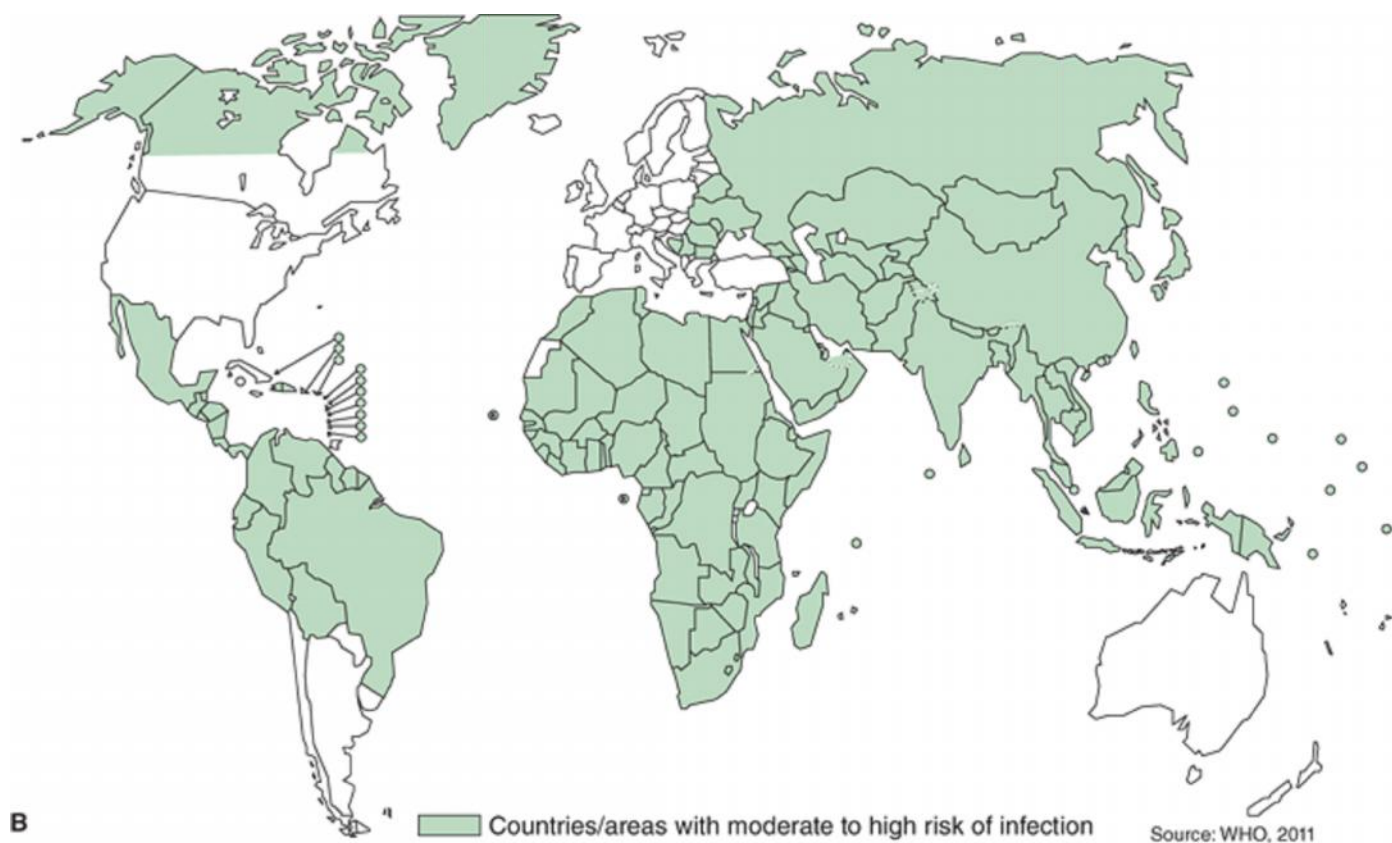 B
Countries/areas with moderate to high risk of infection
Source: WHO, 2011